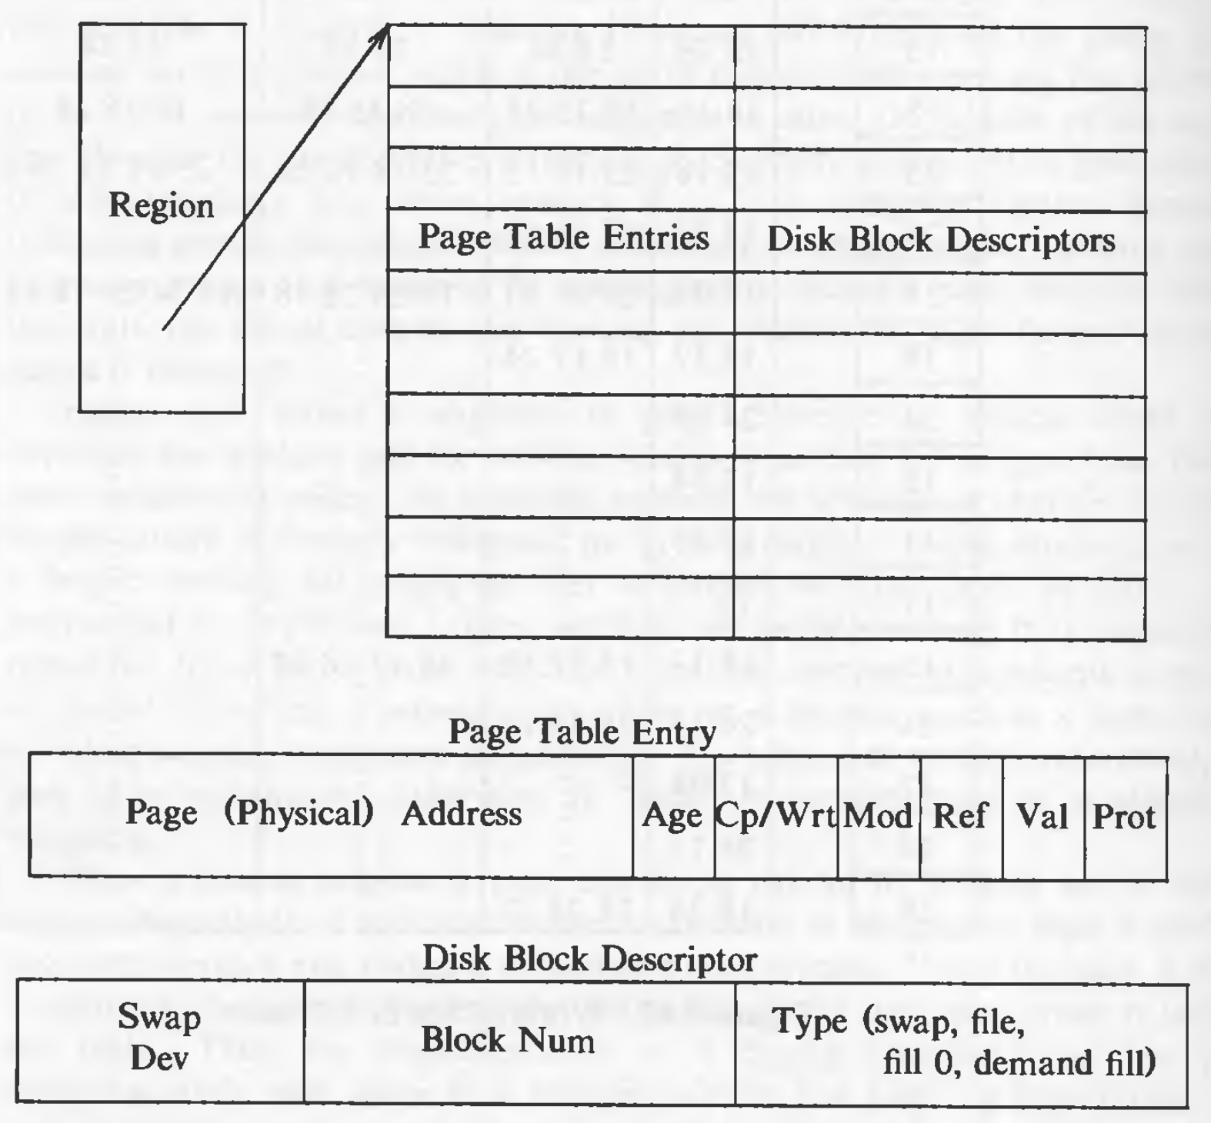 Region
Page Table Entries
Disk Block Descriptors
Page Table Entry
Page (Physical) Address
Age
Cp/Wrt
Mod
Ref
Val
Prot
Disk Block Descriptor
Swap
Dev
Block Num
Type (swap, file,
fill 0, demand fill)